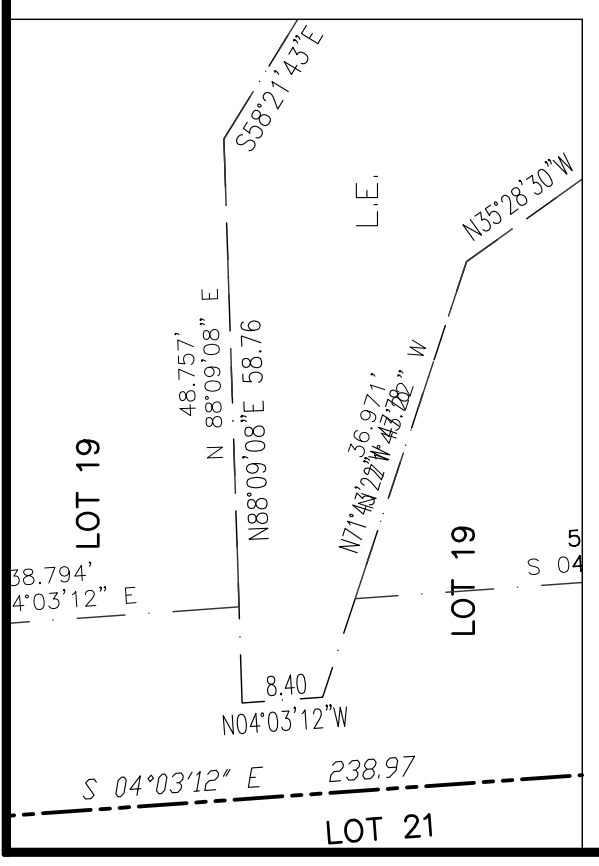 S58°21'43"E
L.E.
N35°28'30"W
48.757'
N 88°09'08" E
N88°09'08"E 58.76
36.971'
LOT 19
LOT 19
38.794'
4°03'12" E
5
S 04
8.40
N04°03'12"W
S 04°03'12" E 238.97
LOT 21